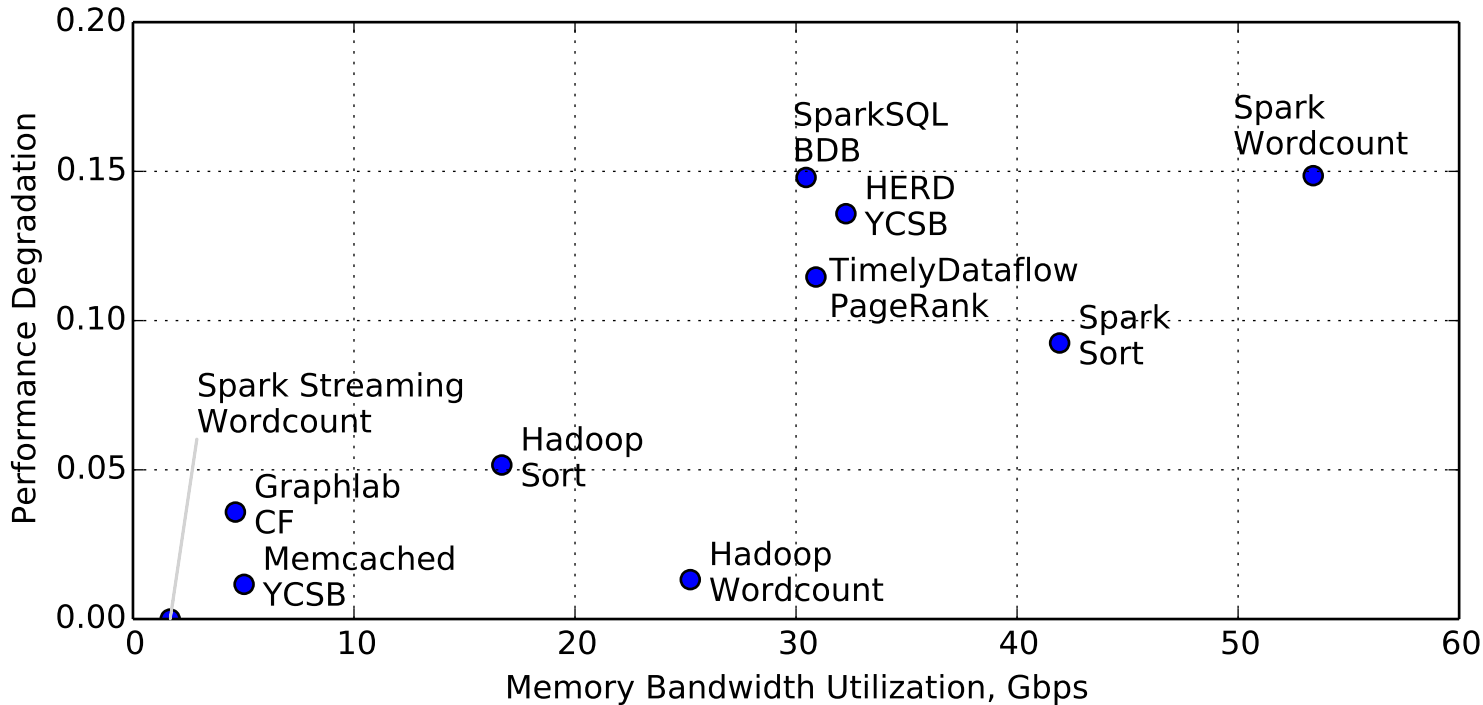 0.20
0.15
0.10
0.05
0.00
Performance Degradation
SparkSQL
BDB
Spark
Wordcount
HERD
YCSB
TimelyDataflow
PageRank
Spark
Sort
Spark Streaming
Wordcount
Hadoop
Sort
Graphlab
CF
Memcached
YCSB
Hadoop
Wordcount
0 10 20 30 40 50 60
Memory Bandwidth Utilization, Gbps